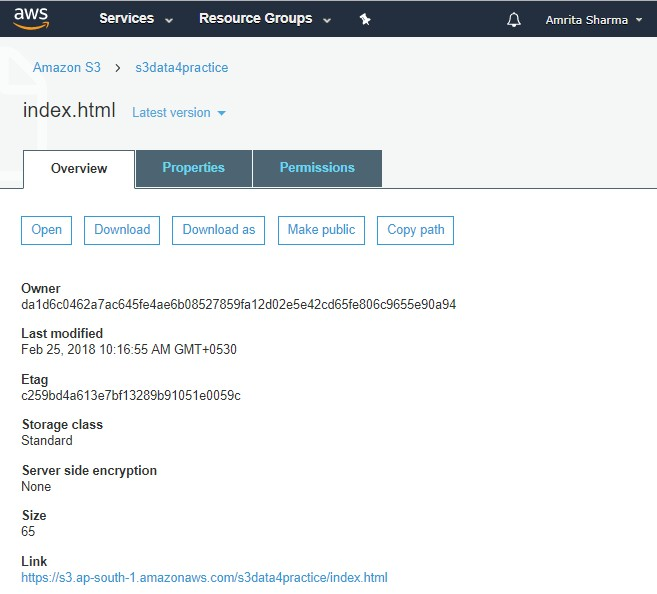 aws Services Resource Groups Amrita Sharma
Amazon S3 > s3data4practice
index.html Latest version
Overview Properties Permissions
Open Download Download as Make public Copy path
Owner
da1d6c0462a7ac645fe4ae6b08527859fa12d02e5e42cd65fe806c9655e90a94
Last modified
Feb 25, 2018 10:16:55 AM GMT+0530
Etag
c259bd4a613e7bf13289b91051e0059c
Storage class
Standard
Server side encryption
None
Size
65
Link
https://s3.ap-south-1.amazonaws.com/s3data4practice/index.html